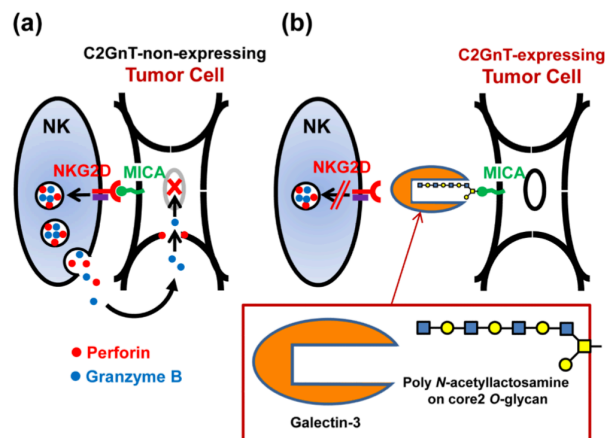 (a)
C2GnT-non-expressing
Tumor Cell
NK
NKG2D
MICA
Perforin
Granzyme B
(b)
C2GnT-expressing
Tumor Cell
NK
NKG2D
MICA
Galectin-3
Poly N-acetyllactosamine
on core2 O-glycan